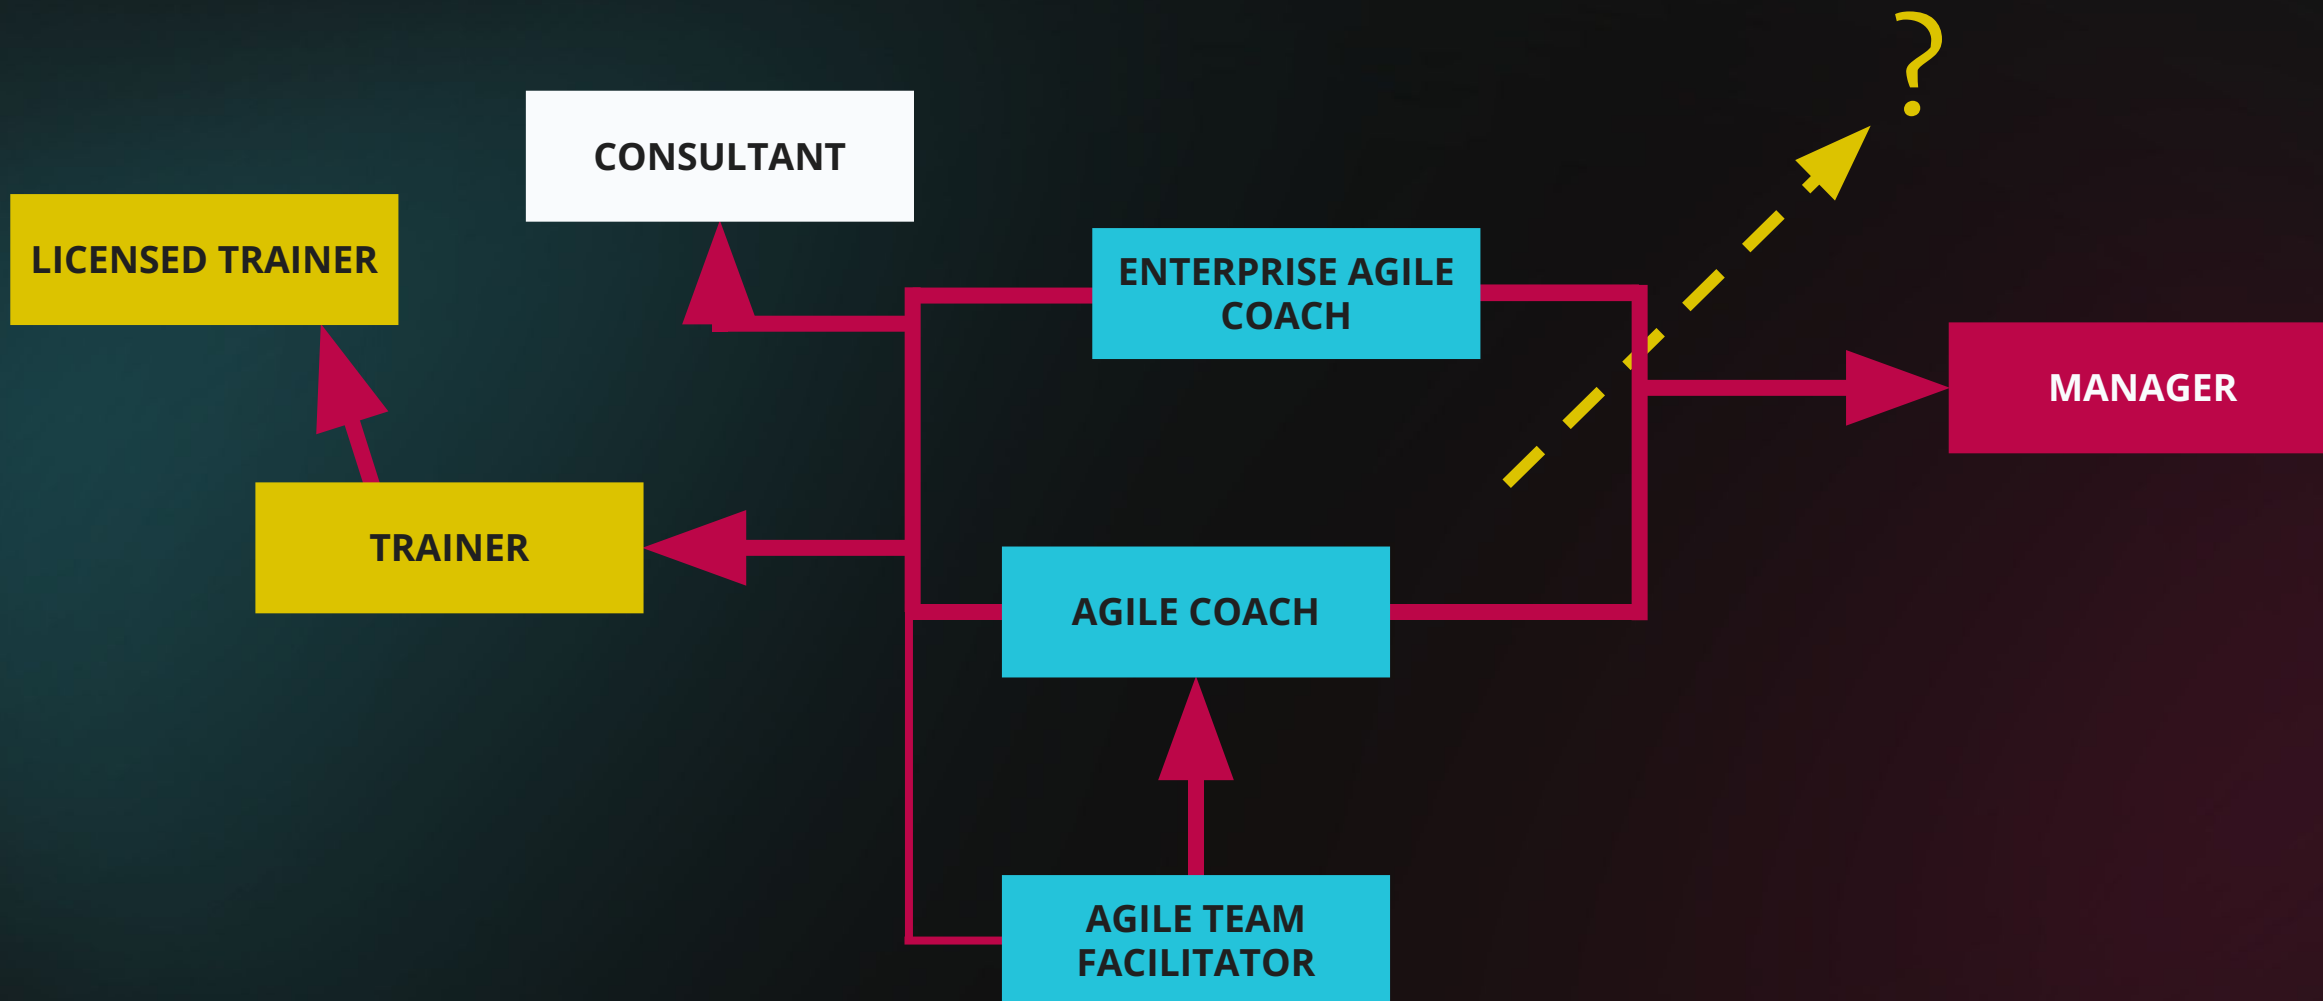 ?
CONSULTANT
LICENSED TRAINER
ENTERPRISE AGILE
COACH
MANAGER
TRAINER
AGILE COACH
AGILE TEAM
FACILITATOR